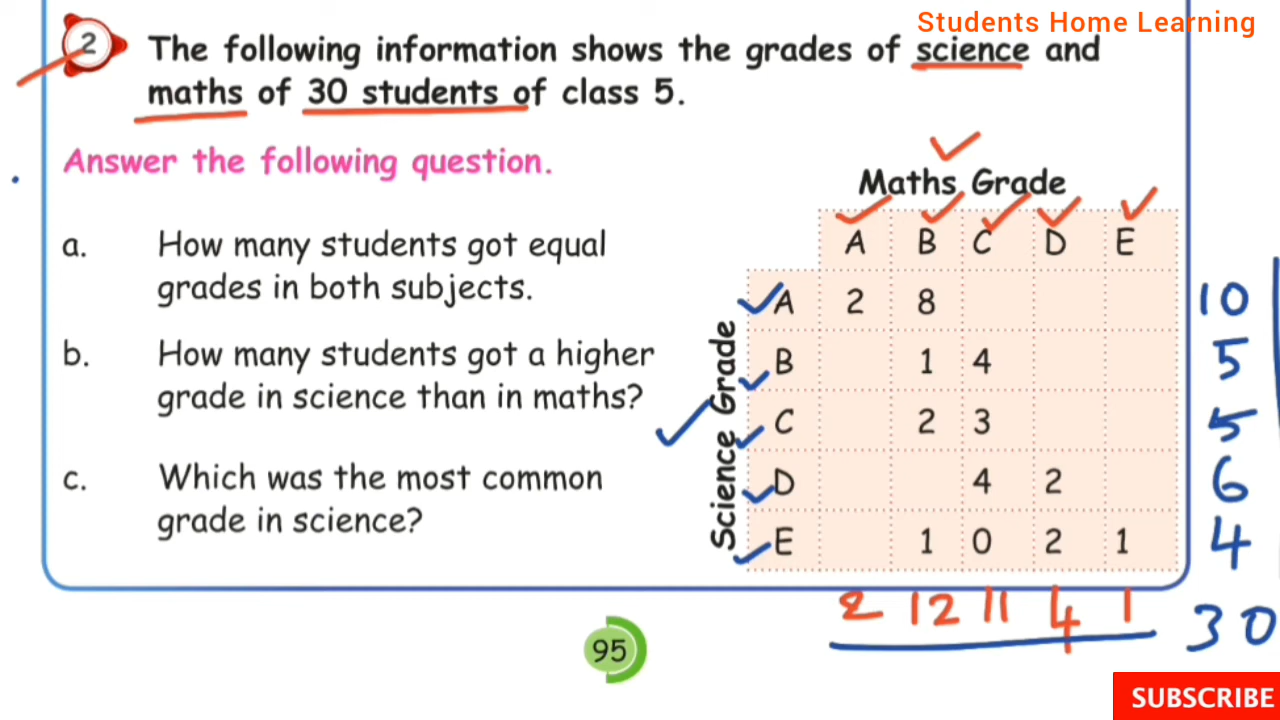 Students Home Learning
2 The following information shows the grades of science and
maths of 30 students of class 5.
Answer the following question.
a. How many students got equal
grades in both subjects.
b. How many students got a higher
grade in science than in maths?
c. Which was the most common
grade in science?
Maths Grade
A B C D E
Science Grade
A 2 8 10
B 1 4 5
C 2 3 5
D 4 2 6
E 1 0 2 1 4
2 12 11 4 1 30
95
SUBSCRIBE